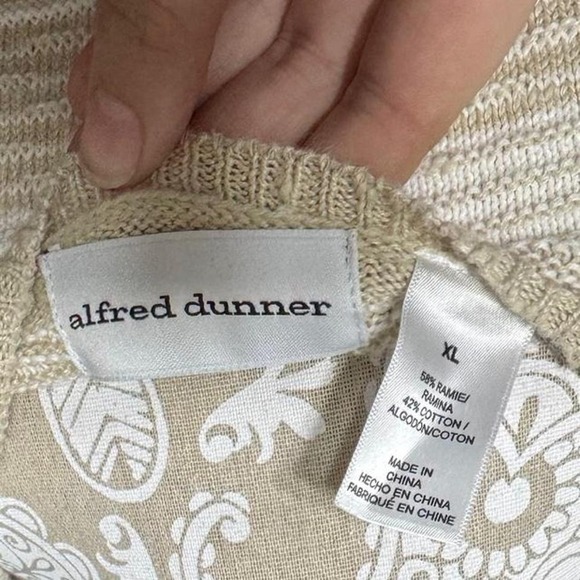 alfred dunner
XL
58% RAMIE/
RAMINA
42% COTTON /
ALGODÓN/COTON
MADE IN
CHINA
HECHO EN CHINA
FABRIQUÉ EN CHINE